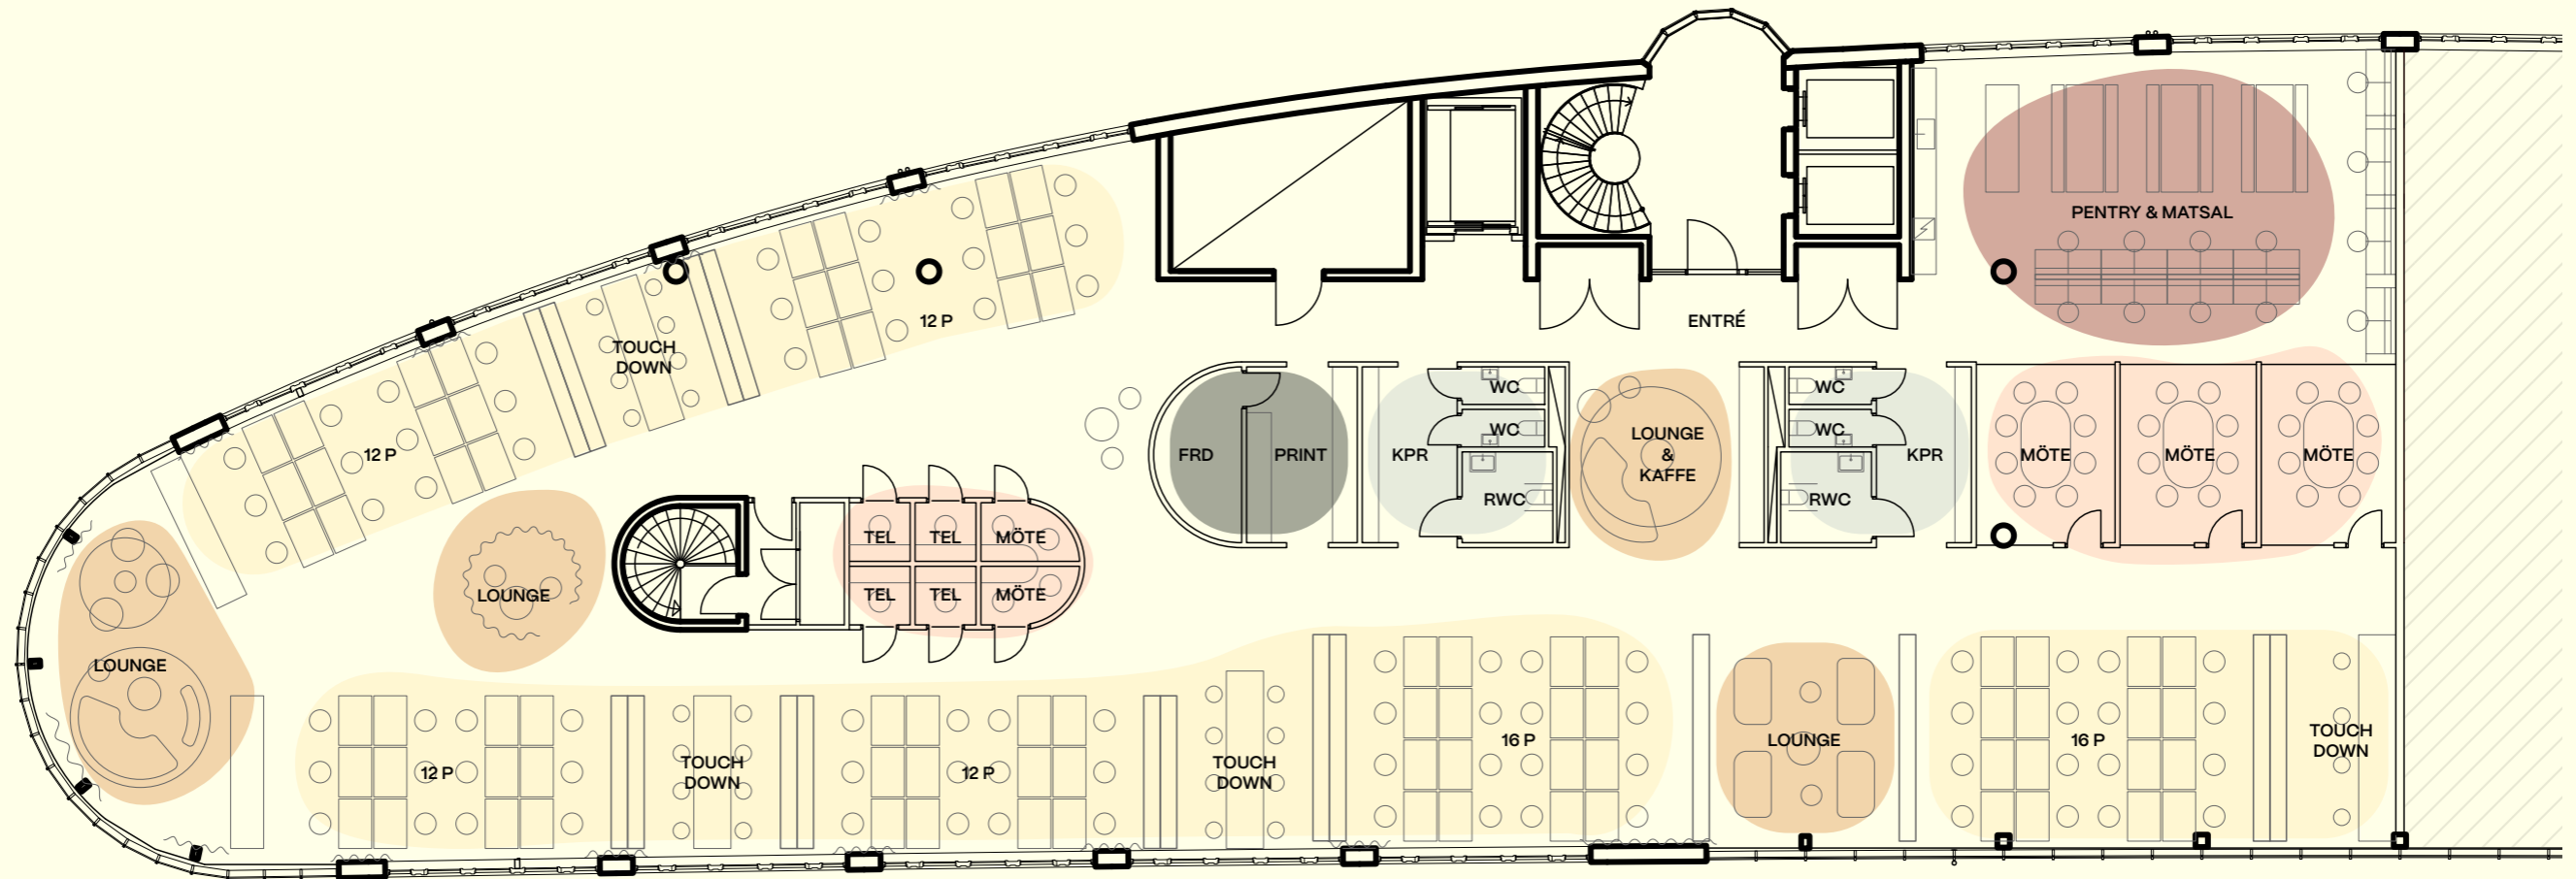 PENTRY & MATSAL
12 P
ENTRÉ
TOUCH
DOWN
12 P
WC
WC
WC
WC
LOUNGE
&
KAFFE
FRD
PRINT
KPR
KPR
MÖTE
MÖTE
MÖTE
RWC
RWC
TEL
TEL
MÖTE
LOUNGE
TEL
TEL
MÖTE
LOUNGE
16 P
LOUNGE
16 P
TOUCH
DOWN
12 P
TOUCH
DOWN
12 P
TOUCH
DOWN